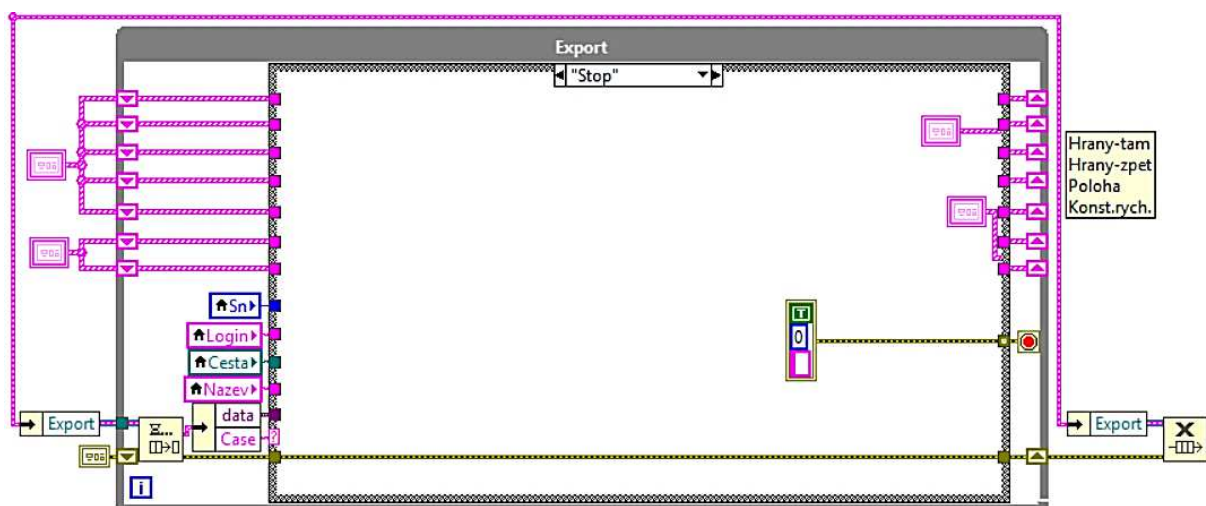 Export
"Stop"
Hrany-tam
Hrany-zpet
Poloha
Konst.rych.
Sn
Login
Cesta
Nazev
T
0
data
Case
?
Export
Export
X
i